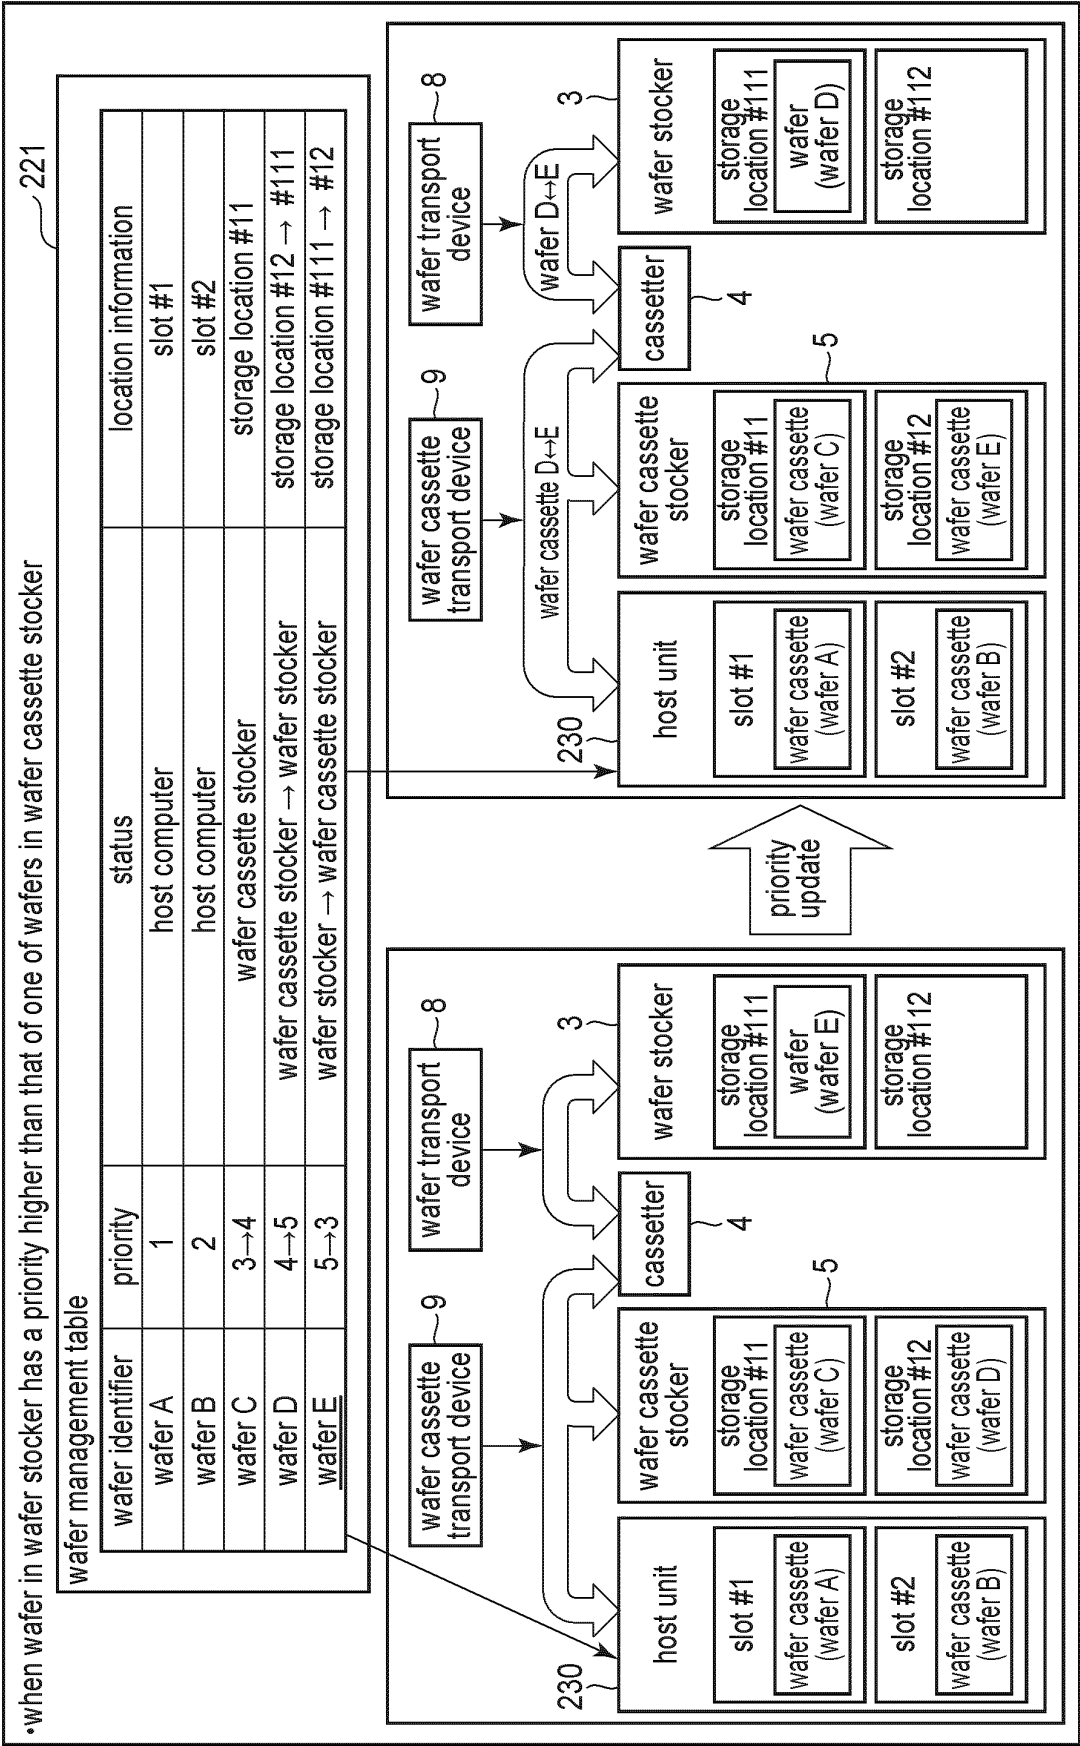 •when wafer in wafer stocker has a priority higher than that of one of wafers in wafer cassette stocker
221
wafer management table
wafer identifier priority status location information
wafer A 1 host computer slot #1
wafer B 2 host computer slot #2
wafer C 3→4 wafer cassette stocker storage location #11
wafer D 4→5 wafer cassette stocker → wafer stocker storage location #12 → #111
wafer E 5→3 wafer stocker → wafer cassette stocker storage location #111 → #12
wafer cassette
transport device
9
wafer transport
device
8
230
host unit
slot #1
wafer cassette
(wafer A)
slot #2
wafer cassette
(wafer B)
5
wafer cassette
stocker
storage
location #11
wafer cassette
(wafer C)
storage
location #12
wafer cassette
(wafer D)
cassetter
4
3
wafer stocker
storage
location #111
wafer
(wafer E)
storage
location #112
priority
update
wafer cassette
transport device
9
wafer transport
device
8
wafer cassette D↔E
wafer D↔E
230
host unit
slot #1
wafer cassette
(wafer A)
slot #2
wafer cassette
(wafer B)
5
wafer cassette
stocker
storage
location #11
wafer cassette
(wafer C)
storage
location #12
wafer cassette
(wafer E)
cassetter
4
3
wafer stocker
storage
location #111
wafer
(wafer D)
storage
location #112